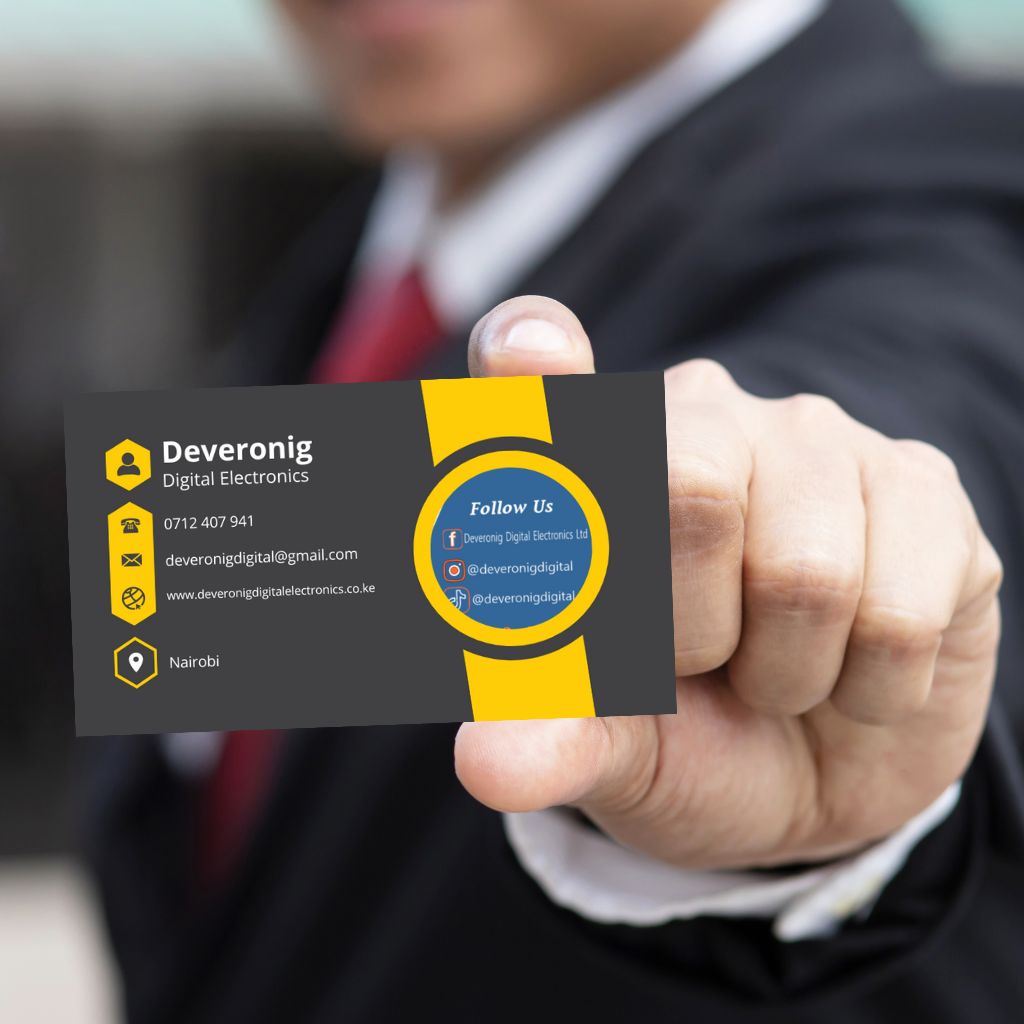 Deveronig
Digital Electronics
0712 407 941
deveronigdigital@gmail.com
www.deveronigdigitalelectronics.co.ke
Nairobi
Follow Us
Deveronig Digital Electronics Ltd
@deveronigdigital
@deveronigdigital